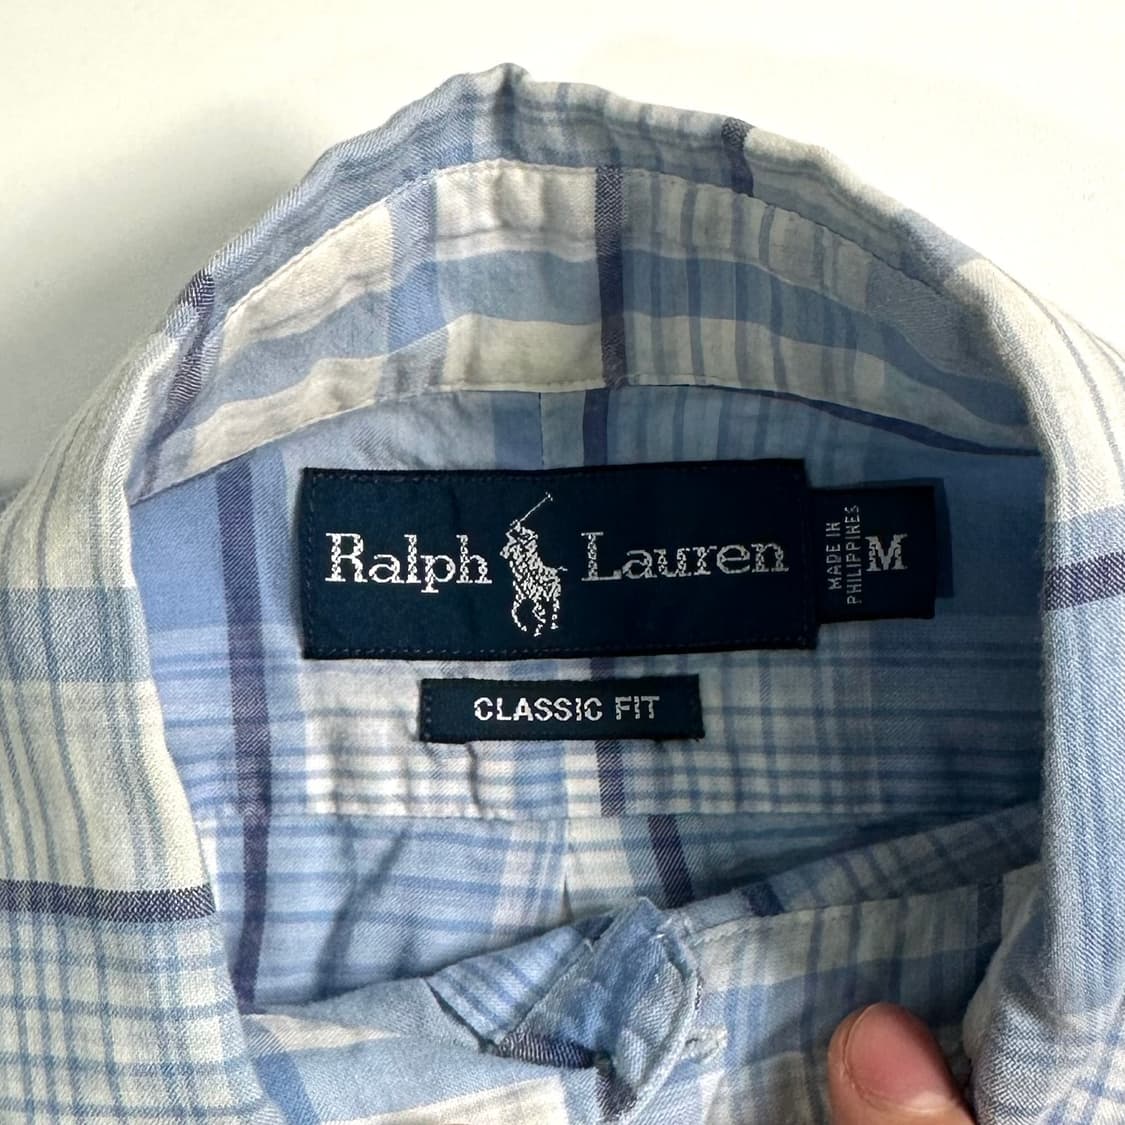 Ralph Lauren
MADE IN
PHILIPPINES
M
CLASSIC FIT